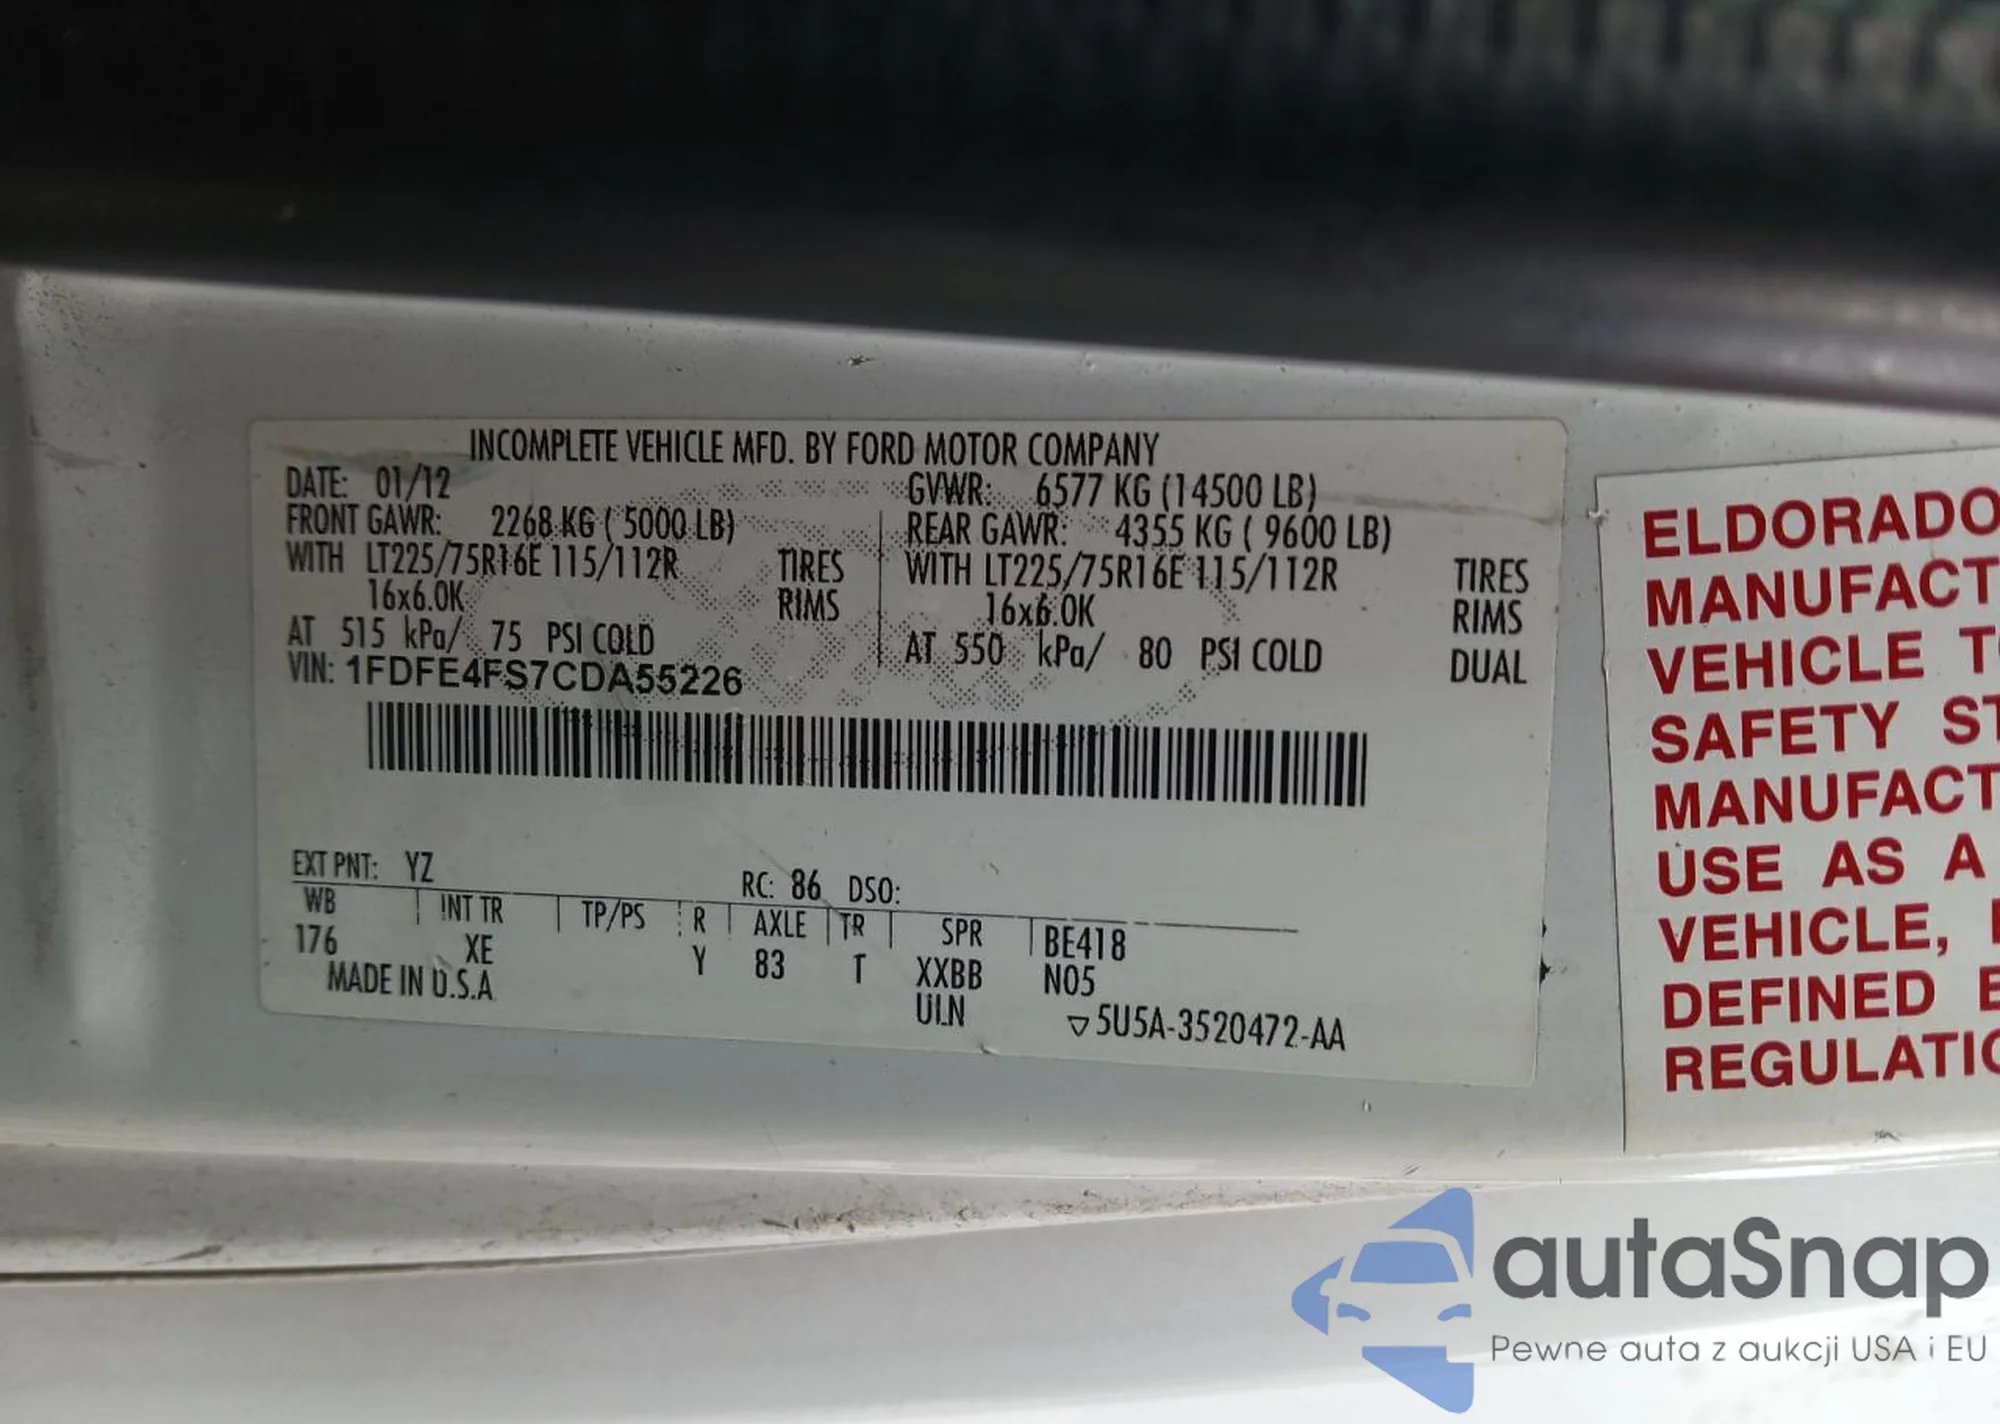 INCOMPLETE VEHICLE MFD. BY FORD MOTOR COMPANY
DATE: 01/12 GVWR: 6577 KG (14500 LB)
FRONT GAWR: 2268 KG ( 5000 LB) REAR GAWR: 4355 KG ( 9600 LB)
WITH LT225/75R16E 115/112R TIRES WITH LT225/75R16E 115/112R TIRES
16x6.0K RIMS 16x6.0K RIMS
AT 515 kPa/ 75 PSI COLD AT 550 kPa/ 80 PSI COLD DUAL
VIN: 1FDFE4FS7CDA55226
EXT PNT: YZ RC: 86 DSO:
WB INT TR TP/PS R AXLE TR SPR BE418
176 XE Y 83 T XXBB N05
MADE IN U.S.A ULN ▽5U5A-3520472-AA
ELDORADO
MANUFACT
VEHICLE T
SAFETY ST
MANUFACT
USE AS A
VEHICLE,
DEFINED
REGULATIO
autaSnap
Pewne auta z aukcji USA i EU